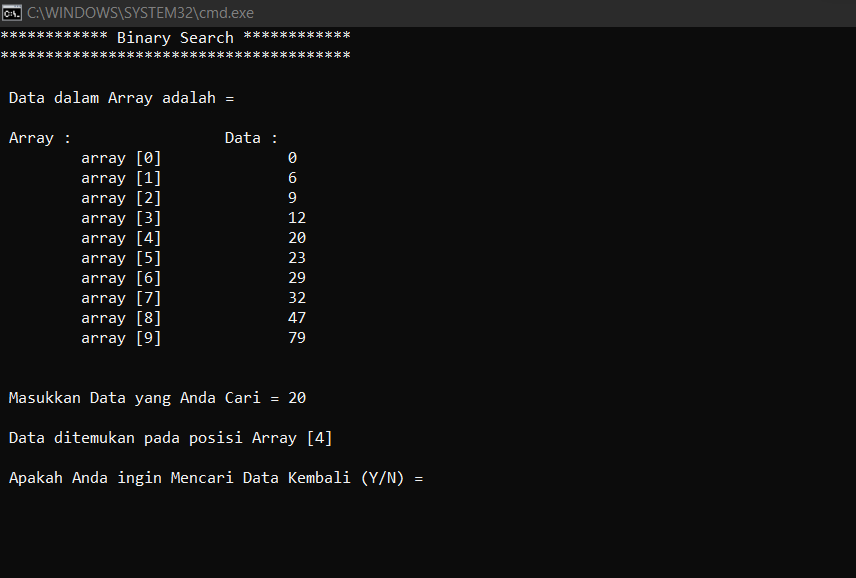 C:\WINDOWS\SYSTEM32\cmd.exe
************ Binary Search ************
***************************************
Data dalam Array adalah =
Array : Data :
array [0] 0
array [1] 6
array [2] 9
array [3] 12
array [4] 20
array [5] 23
array [6] 29
array [7] 32
array [8] 47
array [9] 79
Masukkan Data yang Anda Cari = 20
Data ditemukan pada posisi Array [4]
Apakah Anda ingin Mencari Data Kembali (Y/N) =